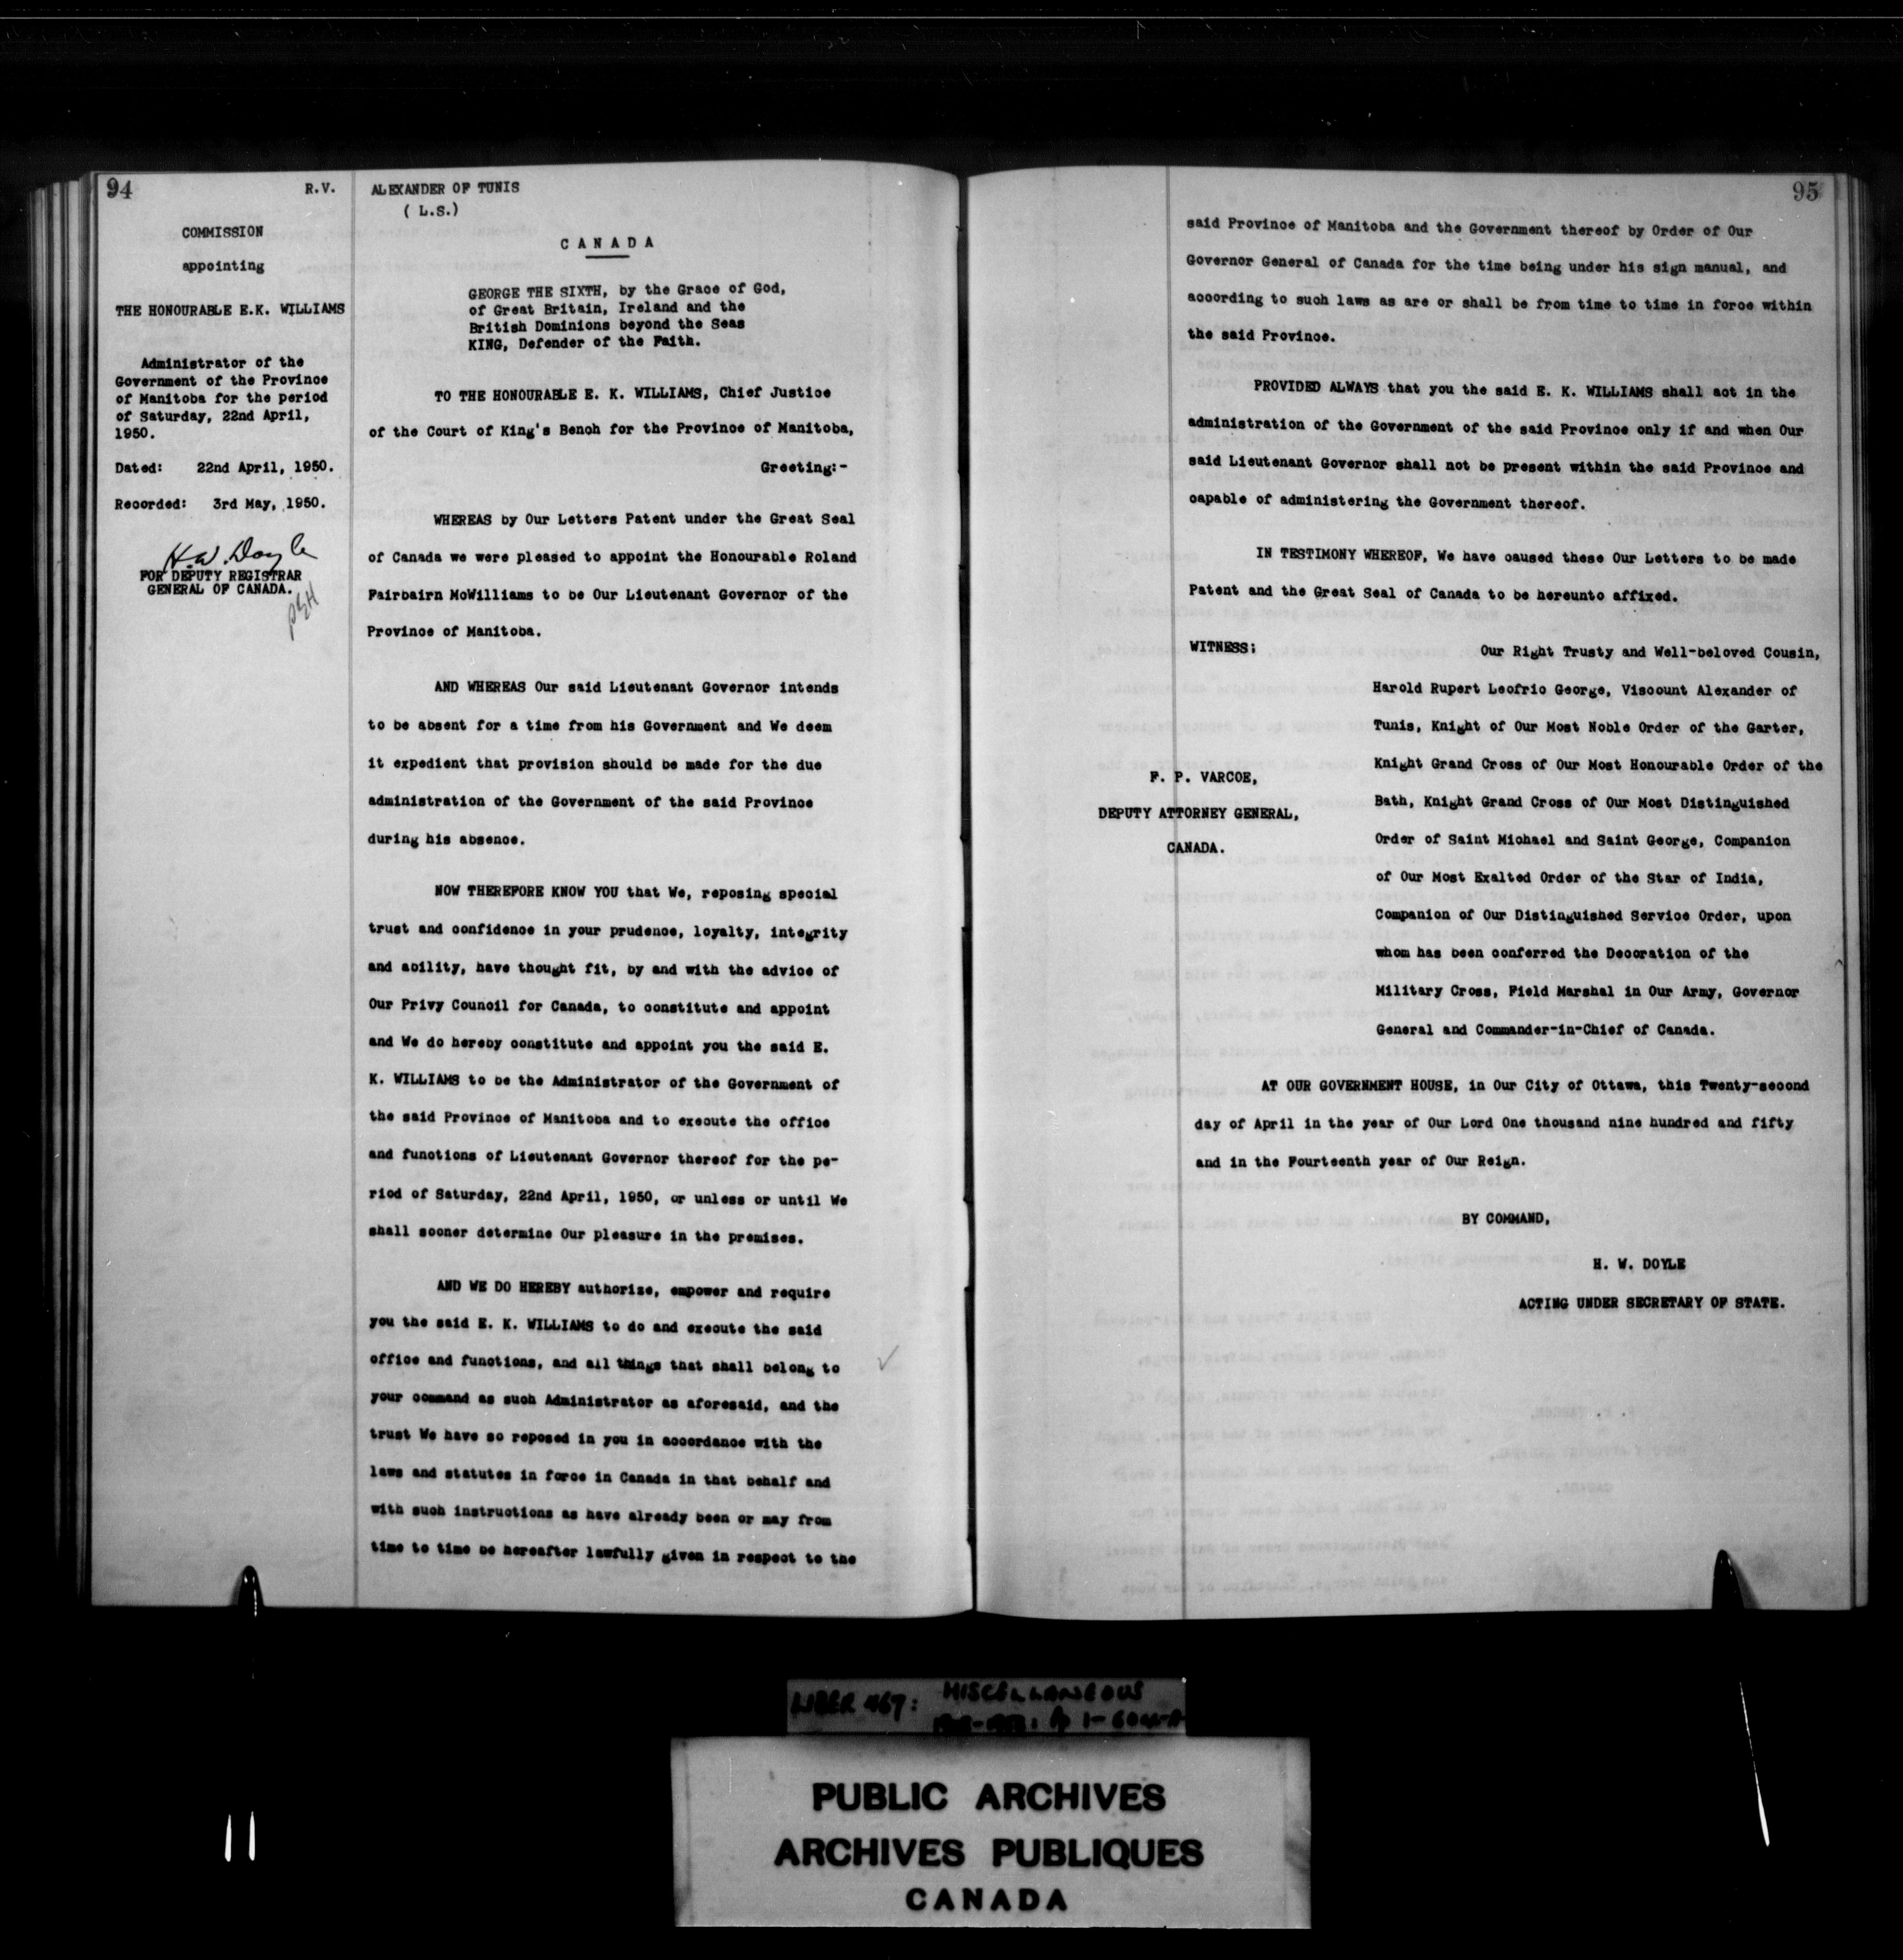 94
R.V.
COMMISSION
appointing
THE HONOURABLE E.K. WILLIAMS
Administrator of the
Government of the Province
of Manitoba for the period
of Saturday, 22nd April,
1950.
Dated: 22nd April, 1950.
Recorded: 3rd May, 1950.
H.W. Doyle
FOR DEPUTY REGISTRAR
GENERAL OF CANADA.
ALEXANDER OF TUNIS
( L.S.)
CANADA
GEORGE THE SIXTH, by the Grace of God,
of Great Britain, Ireland and the
British Dominions beyond the Seas
KING, Defender of the Faith.
TO THE HONOURABLE E. K. WILLIAMS, Chief Justice
of the Court of King's Bench for the Province of Manitoba,
Greeting:-
WHEREAS by Our Letters Patent under the Great Seal
of Canada we were pleased to appoint the Honourable Roland
Fairbairn McWilliams to be Our Lieutenant Governor of the
Province of Manitoba.
AND WHEREAS Our said Lieutenant Governor intends
to be absent for a time from his Government and We deem
it expedient that provision should be made for the due
administration of the Government of the said Province
during his absence.
NOW THEREFORE KNOW YOU that We, reposing special
trust and confidence in your prudence, loyalty, integrity
and ability, have thought fit, by and with the advice of
Our Privy Council for Canada, to constitute and appoint
and We do hereby constitute and appoint you the said E.
K. WILLIAMS to be the Administrator of the Government of
the said Province of Manitoba and to execute the office
and functions of Lieutenant Governor thereof for the pe-
riod of Saturday, 22nd April, 1950, or unless or until We
shall sooner determine Our pleasure in the premises.
AND WE DO HEREBY authorize, empower and require
you the said E. K. WILLIAMS to do and execute the said
office and functions, and all things that shall belong to
your command as such Administrator as aforesaid, and the
trust We have so reposed in you in accordance with the
laws and statutes in force in Canada in that behalf and
with such instructions as have already been or may from
time to time be hereafter lawfully given in respect to the
95
said Province of Manitoba and the Government thereof by Order of Our
Governor General of Canada for the time being under his sign manual, and
according to such laws as are or shall be from time to time in force within
the said Province.
PROVIDED ALWAYS that you the said E. K. WILLIAMS shall act in the
administration of the Government of the said Province only if and when Our
said Lieutenant Governor shall not be present within the said Province and
capable of administering the Government thereof.
IN TESTIMONY WHEREOF, We have caused these Our Letters to be made
Patent and the Great Seal of Canada to be hereunto affixed.
WITNESS:
Our Right Trusty and Well-beloved Cousin,
Harold Rupert Leofric George, Viscount Alexander of
Tunis, Knight of Our Most Noble Order of the Garter,
Knight Grand Cross of Our Most Honourable Order of the
Bath, Knight Grand Cross of Our Most Distinguished
Order of Saint Michael and Saint George, Companion
of Our Most Exalted Order of the Star of India,
Companion of Our Distinguished Service Order, upon
whom has been conferred the Decoration of the
Military Cross, Field Marshal in Our Army, Governor
General and Commander-in-Chief of Canada.
F. P. VARCOE,
DEPUTY ATTORNEY GENERAL,
CANADA.
AT OUR GOVERNMENT HOUSE, in Our City of Ottawa, this Twenty-second
day of April in the year of Our Lord One thousand nine hundred and fifty
and in the Fourteenth year of Our Reign.
BY COMMAND,
H. W. DOYLE
ACTING UNDER SECRETARY OF STATE.
LIBER 467: MISCELLANEOUS
PUBLIC ARCHIVES
ARCHIVES PUBLIQUES
CANADA